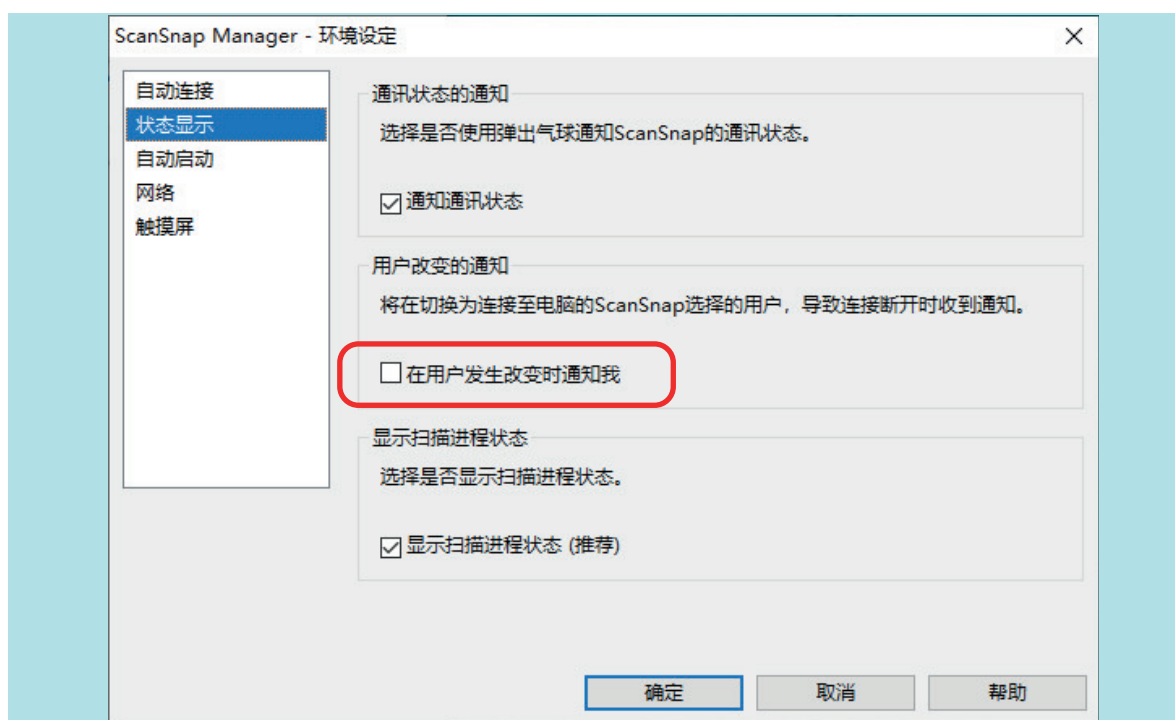 ScanSnap Manager - 环境设定
自动连接
状态显示
自动启动
网络
触摸屏
通讯状态的通知
选择是否使用弹出气球通知ScanSnap的通讯状态。
通知通讯状态
用户改变的通知
将在切换为连接至电脑的ScanSnap选择的用户，导致连接断开时收到通知。
在用户发生改变时通知我
显示扫描进程状态
选择是否显示扫描进程状态。
显示扫描进程状态 (推荐)
确定
取消
帮助